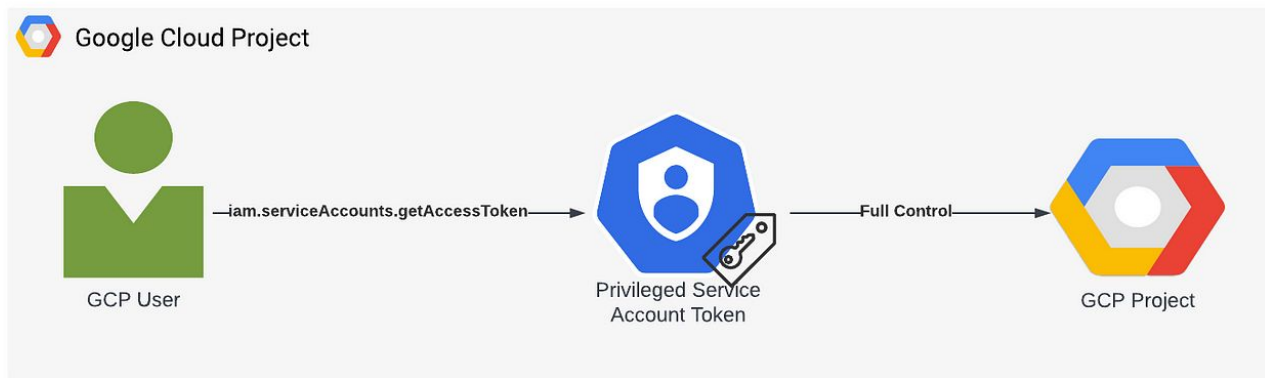 Google Cloud Project
iam.serviceAccounts.getAccessToken
Full Control
GCP User
Privileged Service
Account Token
GCP Project